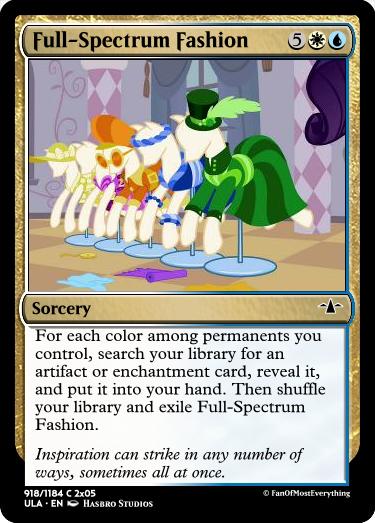 Full-Spectrum Fashion 5
Sorcery
For each color among permanents you
control, search your library for an
artifact or enchantment card, reveal it,
and put it into your hand. Then shuffle
your library and exile Full-Spectrum
Fashion.
Inspiration can strike in any number of
ways, sometimes all at once.
918/1184 C 2x05
ULA • EN Hasbro Studios
© FanOfMostEverything